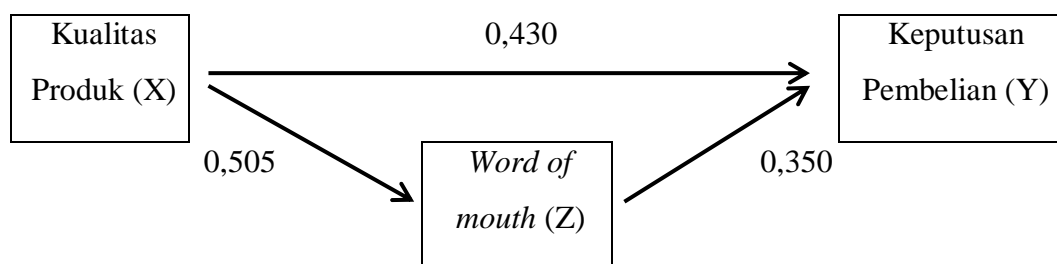 Kualitas
Produk (X)
0,430
Keputusan
Pembelian (Y)
0,505
Word of
mouth (Z)
0,350